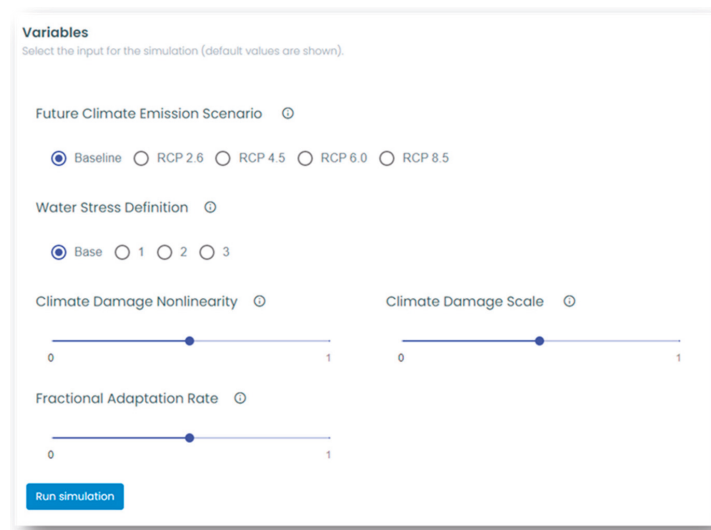 Variables
Select the input for the simulation (default values are shown).
Future Climate Emission Scenario
Baseline RCP 2.6 RCP 4.5 RCP 6.0 RCP 8.5
Water Stress Definition
Base 1 2 3
Climate Damage Nonlinearity Climate Damage Scale
0 1 0 1
Fractional Adaptation Rate
0 1
Run simulation